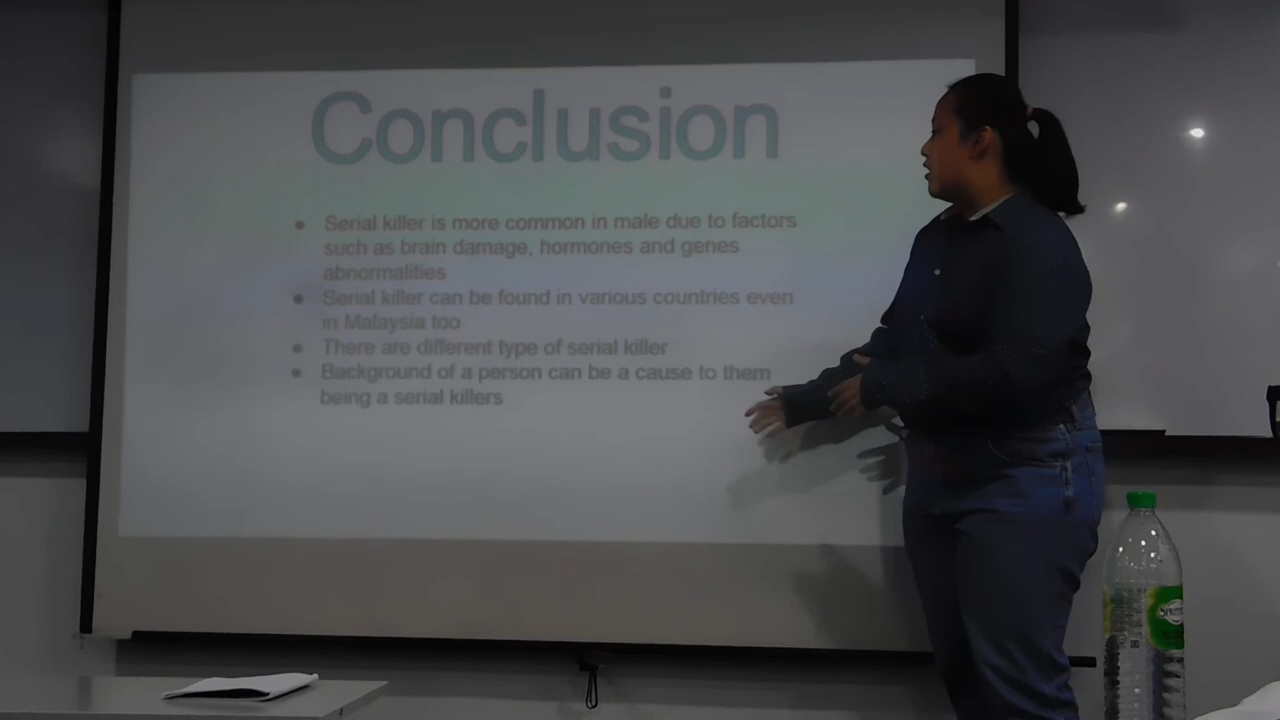 Conclusion
● Serial killer is more common in male due to factors
such as brain damage, hormones and genes
abnormalities
● Serial killer can be found in various countries even
in Malaysia too
● There are different type of serial killer
● Background of a person can be a cause to them
being a serial killers